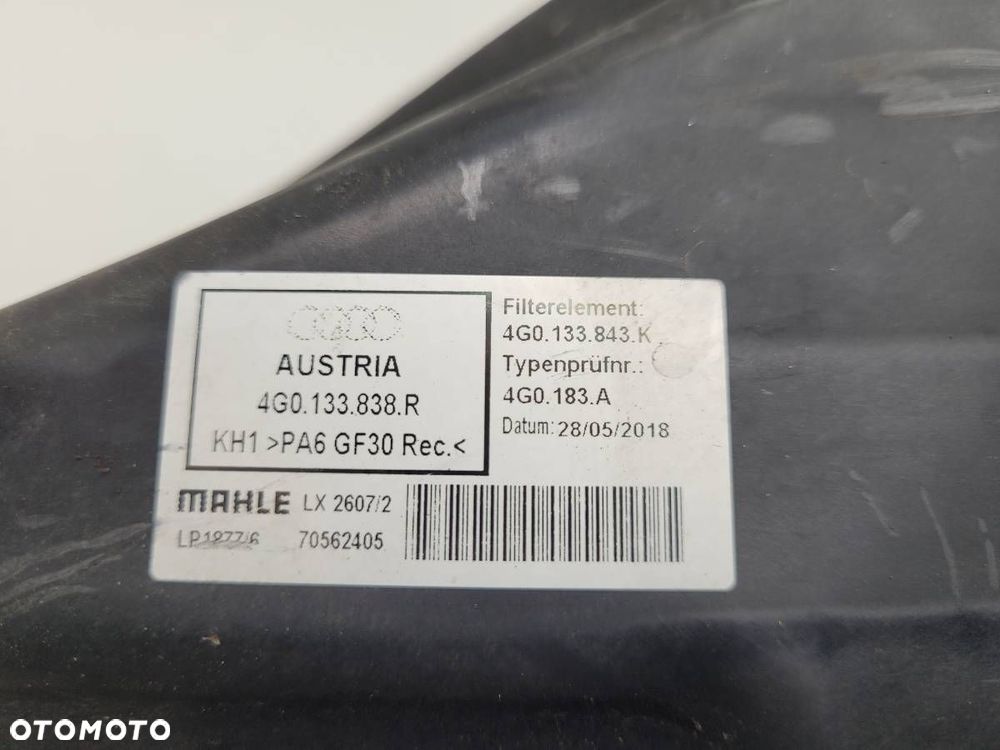 AUSTRIA
4G0.133.838.R
KH1 >PA6 GF30 Rec.<
Filterelement:
4G0.133.843.K
Typenprüfnr.:
4G0.183.A
Datum: 28/05/2018
MAHLE LX 2607/2
70562405
OTOMOTO